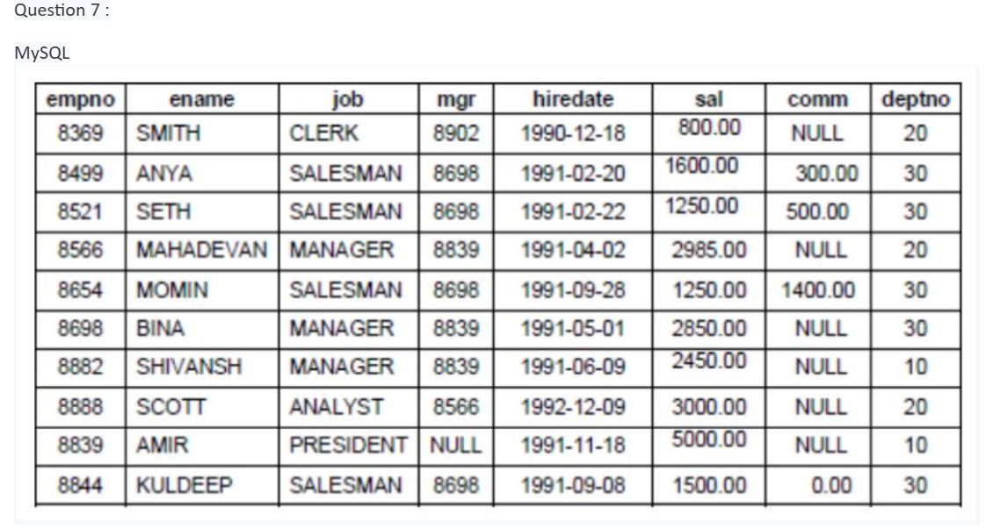 Question 7 :
MySQL
empno ename job mgr hiredate sal comm deptno
8369 SMITH CLERK 8902 1990-12-18 800.00 NULL 20
8499 ANYA SALESMAN 8698 1991-02-20 1600.00 300.00 30
8521 SETH SALESMAN 8698 1991-02-22 1250.00 500.00 30
8566 MAHADEVAN MANAGER 8839 1991-04-02 2985.00 NULL 20
8654 MOMIN SALESMAN 8698 1991-09-28 1250.00 1400.00 30
8698 BINA MANAGER 8839 1991-05-01 2850.00 NULL 30
8882 SHIVANSH MANAGER 8839 1991-06-09 2450.00 NULL 10
8888 SCOTT ANALYST 8566 1992-12-09 3000.00 NULL 20
8839 AMIR PRESIDENT NULL 1991-11-18 5000.00 NULL 10
8844 KULDEEP SALESMAN 8698 1991-09-08 1500.00 0.00 30